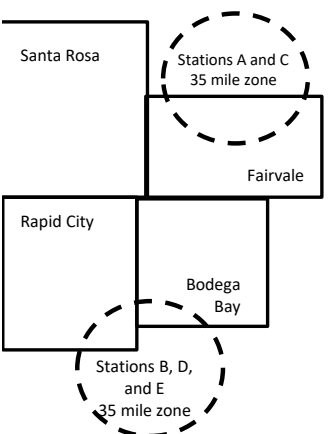 Santa Rosa
Stations A and C
35 mile zone
Fairvale
Rapid City
Bodega
Bay
Stations B, D,
and E
35 mile zone